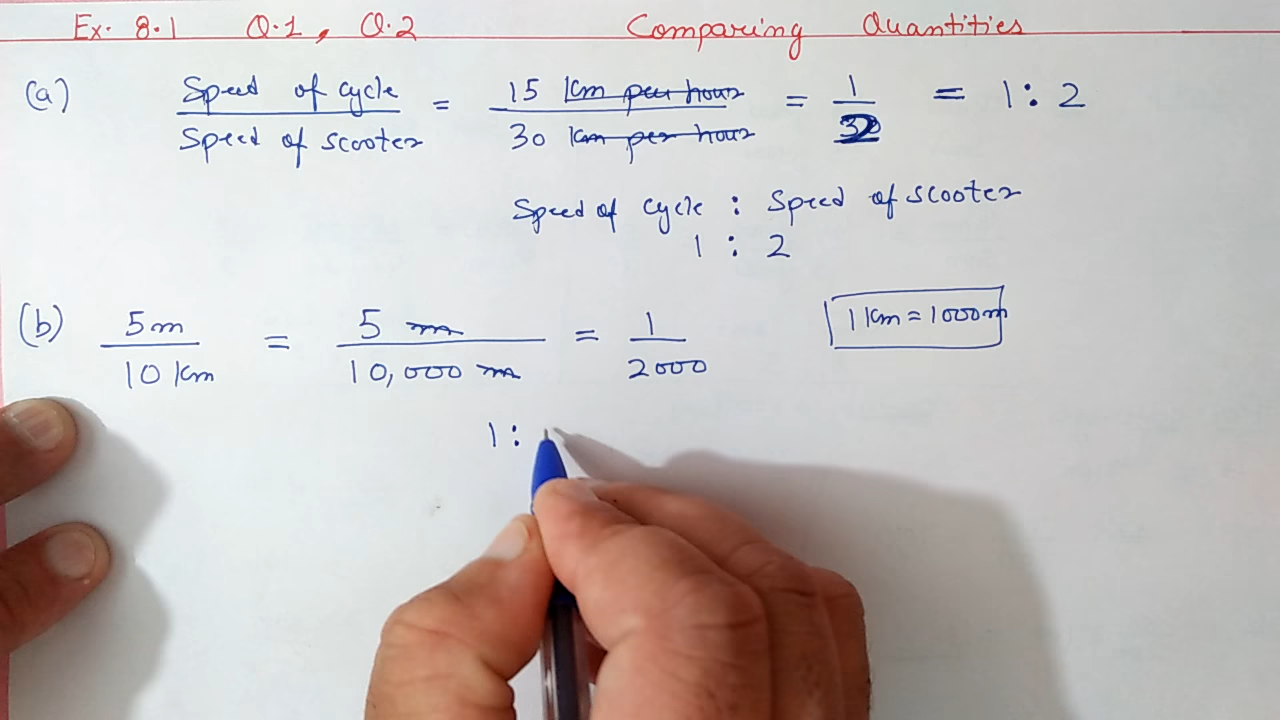 Ex. 8.1 Q.1, Q.2 Comparing Quantities
(a) Speed of cycle / Speed of scooter = 15 km per hour / 30 km per hour = 1 / 2 = 1 : 2
Speed of cycle : Speed of scooter
1 : 2
(b) 5m / 10 km = 5 m / 10,000 m = 1 / 2000
1 km = 1000m
1 :